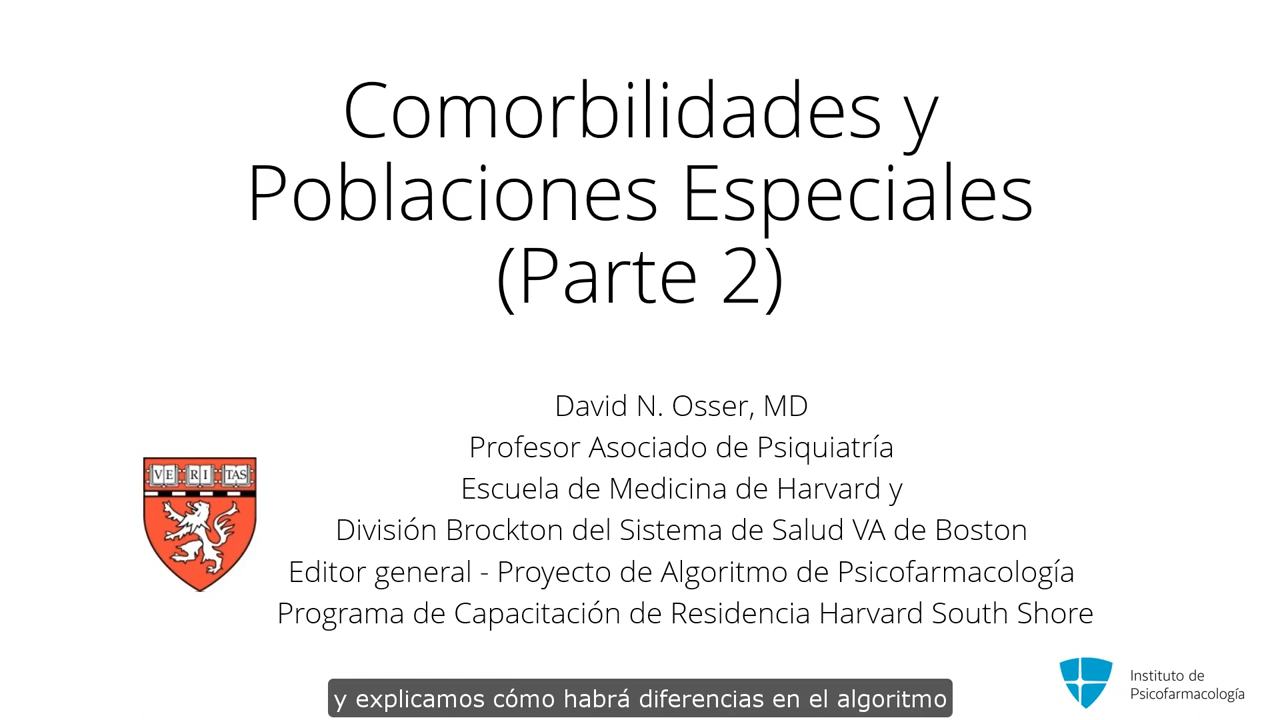 Comorbilidades y
Poblaciones Especiales
(Parte 2)
David N. Osser, MD
Profesor Asociado de Psiquiatría
Escuela de Medicina de Harvard y
División Brockton del Sistema de Salud VA de Boston
Editor general - Proyecto de Algoritmo de Psicofarmacología
Programa de Capacitación de Residencia Harvard South Shore
VE RI TAS
Instituto de
Psicofarmacología
y explicamos cómo habrá diferencias en el algoritmo